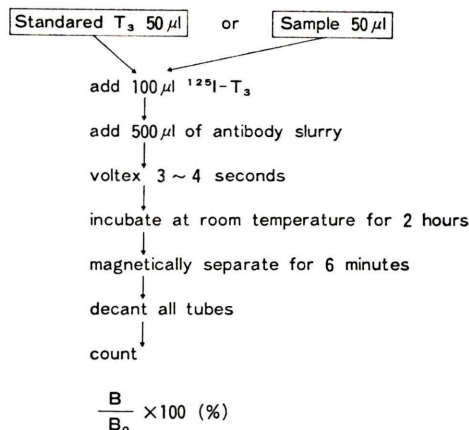 Standared T₃ 50 μl or Sample 50 μl
add 100 μl ¹²⁵I-T₃
add 500 μl of antibody slurry
voltex 3 ~ 4 seconds
incubate at room temperature for 2 hours
magnetically separate for 6 minutes
decant all tubes
count
B
B₀
×100 (%)